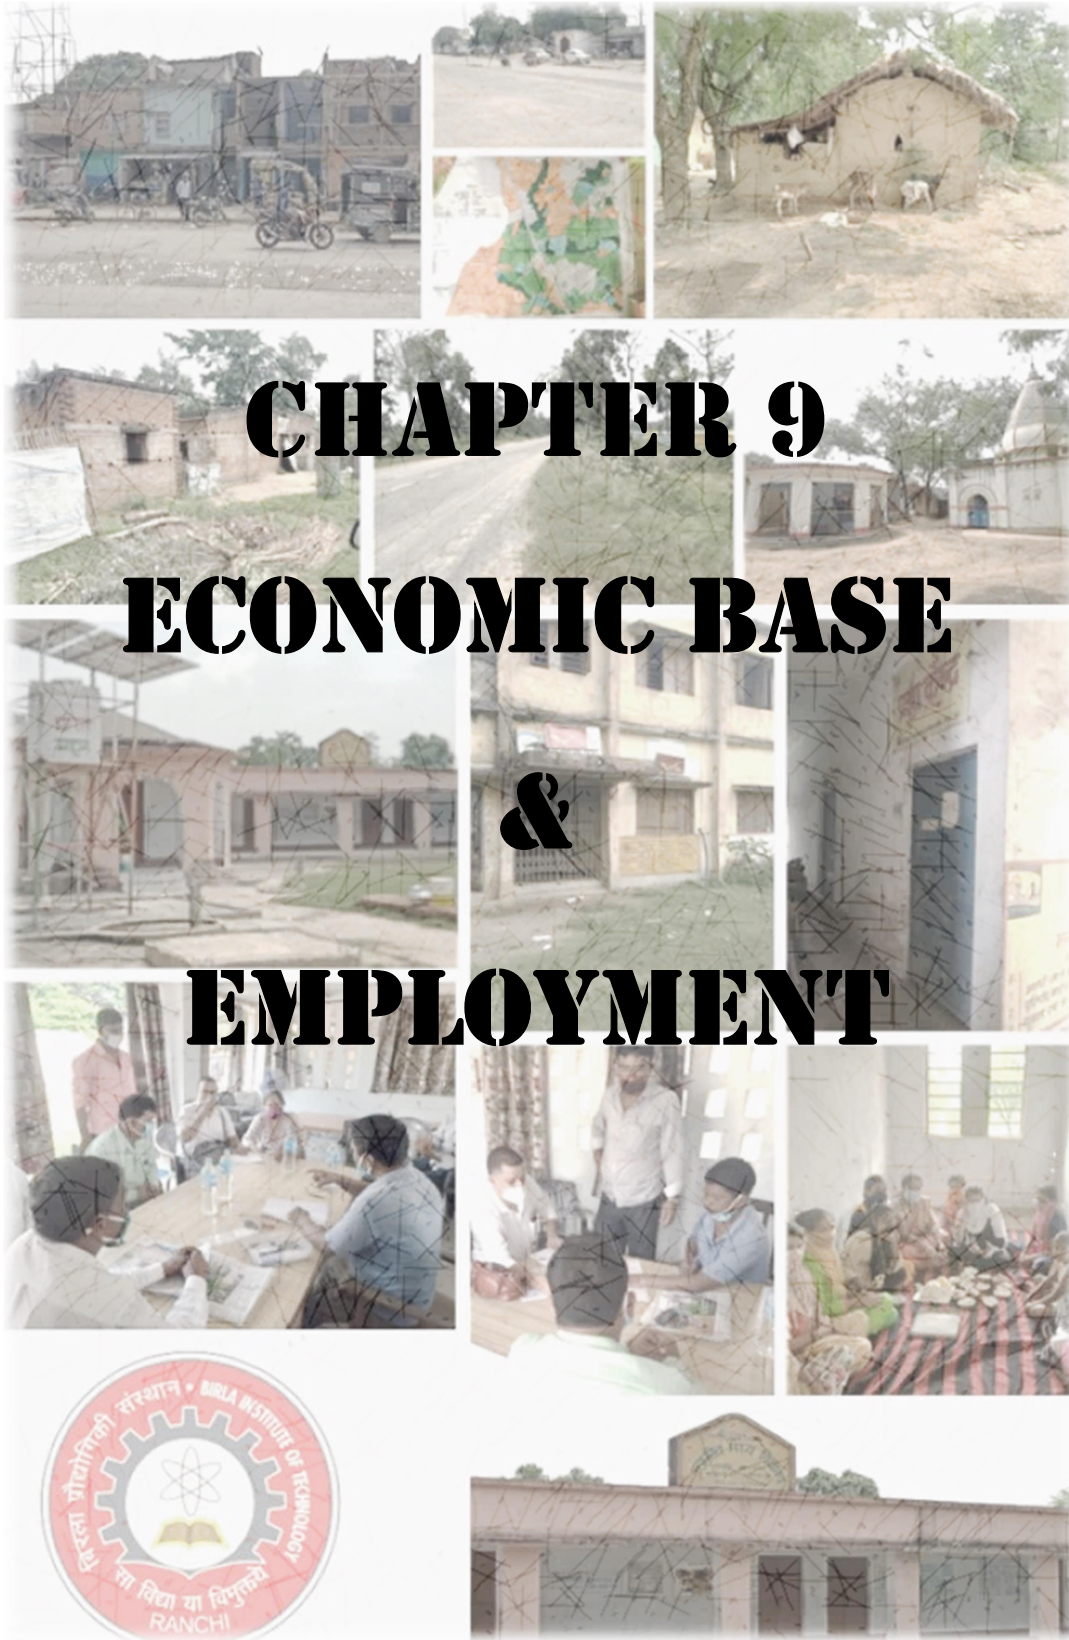 CHAPTER 9
ECONOMIC BASE
&
EMPLOYMENT
बिरला प्रौद्योगिकी संस्थान • BIRLA INSTITUTE OF TECHNOLOGY
सा विद्या या विमुक्तये
RANCHI